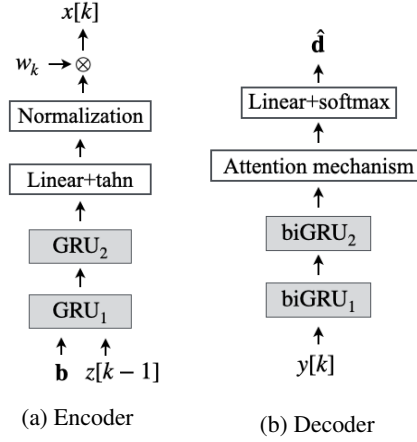 x[k]
w_k → ⊗
Normalization
Linear+tahn
GRU₂
GRU₁
b z[k − 1]
(a) Encoder
d̂
Linear+softmax
Attention mechanism
biGRU₂
biGRU₁
y[k]
(b) Decoder